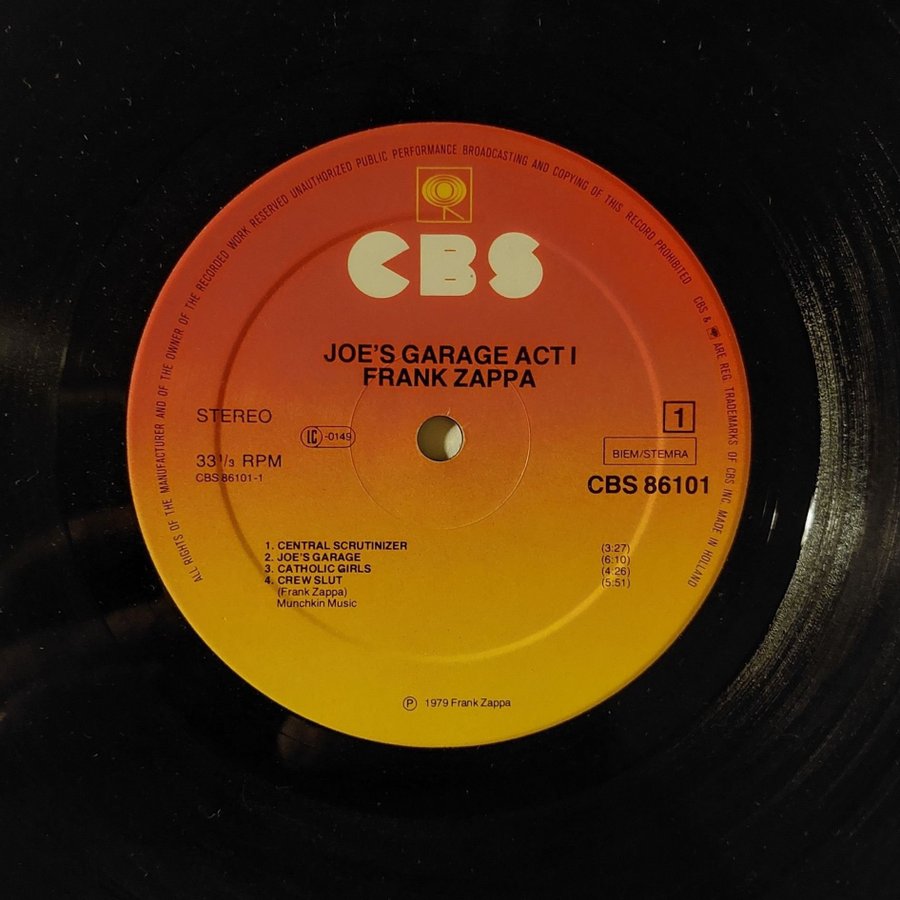 ALL RIGHTS OF THE MANUFACTURER AND OF THE OWNER OF THE RECORDED WORK RESERVED UNAUTHORIZED PUBLIC PERFORMANCE BROADCASTING AND COPYING OF THIS RECORD PROHIBITED CBS & ARE REG. TRADEMARKS OF CBS INC. MADE IN HOLLAND
CBS
JOE'S GARAGE ACT I
FRANK ZAPPA
STEREO
LC-0149
1
33 1/3 RPM
BIEM/STEMRA
CBS 86101-1
CBS 86101
1. CENTRAL SCRUTINIZER (3:27)
2. JOE'S GARAGE (6:10)
3. CATHOLIC GIRLS (4:26)
4. CREW SLUT (5:51)
(Frank Zappa)
Munchkin Music
Ⓟ 1979 Frank Zappa